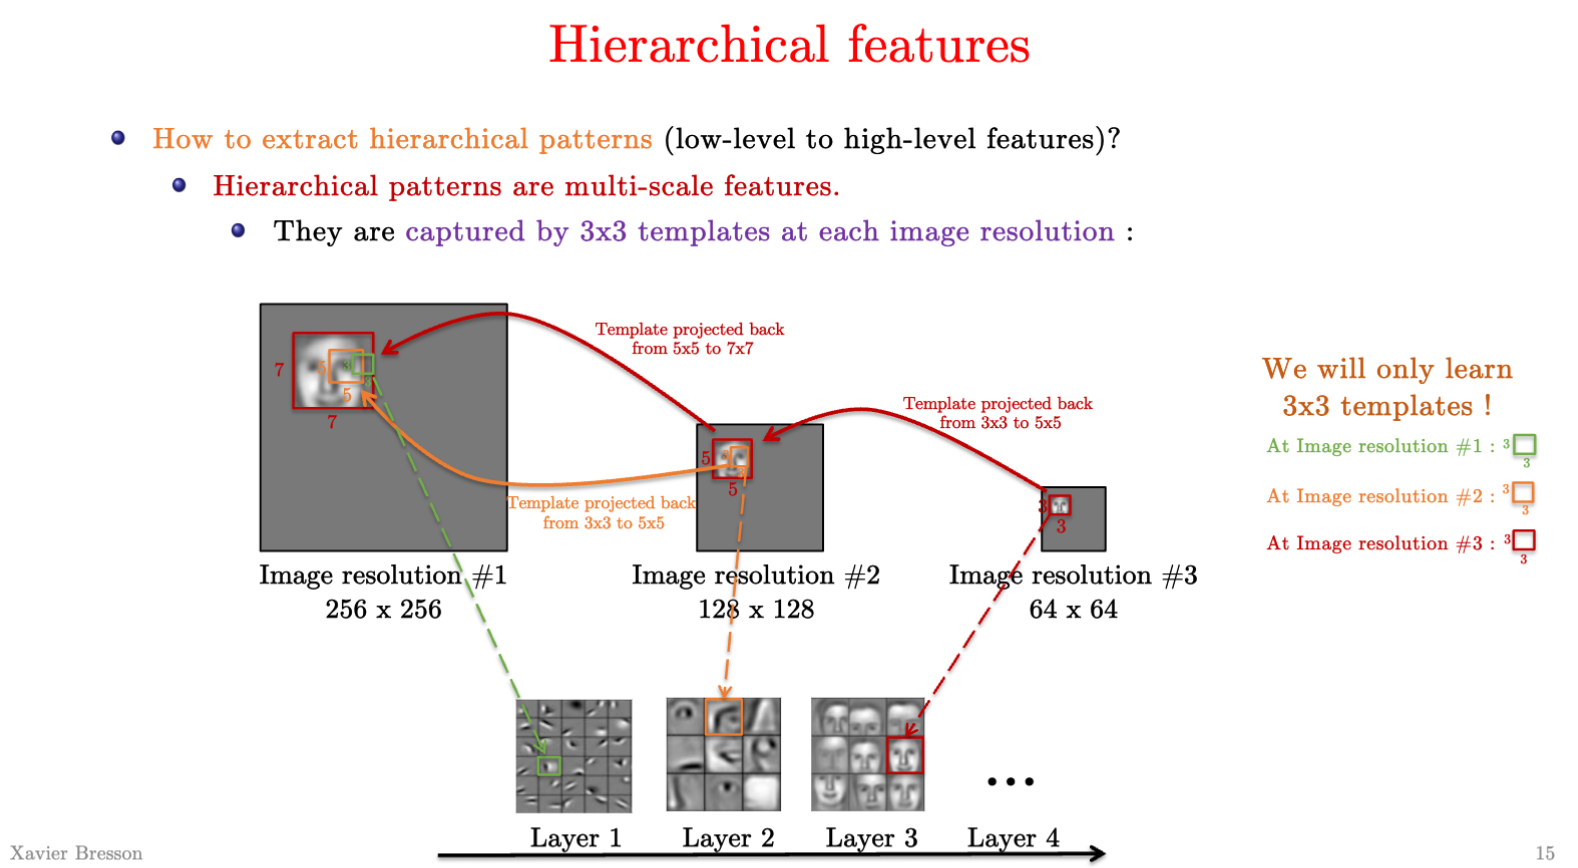 Hierarchical features
How to extract hierarchical patterns (low-level to high-level features)?
Hierarchical patterns are multi-scale features.
They are captured by 3x3 templates at each image resolution :
Template projected back
from 5x5 to 7x7
Template projected back
from 3x3 to 5x5
Template projected back
from 3x3 to 5x5
7
7
5
5
3
3
5
5
3
3
We will only learn
3x3 templates !
At Image resolution #1 : 3
3
At Image resolution #2 : 3
3
At Image resolution #3 : 3
3
Image resolution #1
256 x 256
Image resolution #2
128 x 128
Image resolution #3
64 x 64
...
Layer 1
Layer 2
Layer 3
Layer 4
Xavier Bresson
15